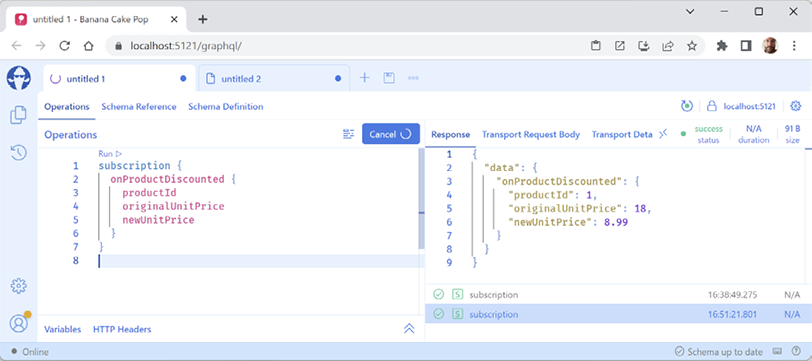 untitled 1 - Banana Cake Pop
localhost:5121/graphql/
untitled 1
untitled 2
Operations Schema Reference Schema Definition
localhost:5121
Operations
Cancel
Response Transport Request Body Transport Deta
success
status
N/A
duration
91 B
size
Run
1 subscription {
2 onProductDiscounted {
3 productId
4 originalUnitPrice
5 newUnitPrice
6 }
7 }
8
1 {
2 "data": {
3 "onProductDiscounted": {
4 "productId": 1,
5 "originalUnitPrice": 18,
6 "newUnitPrice": 8.99
7 }
8 }
9 }
S subscription 16:38:49.275 N/A
S subscription 16:51:21.801 N/A
Variables HTTP Headers
Online
Schema up to date